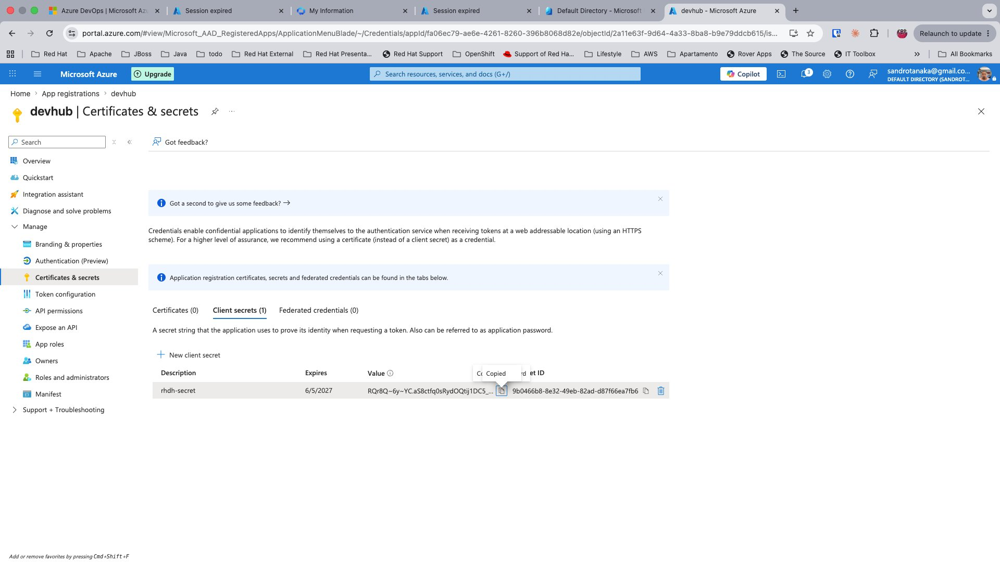 Azure DevOps | Microsoft Azu
Session expired
My Information
Session expired
Default Directory - Microsoft
devhub - Microsoft Azure
portal.azure.com/#view/Microsoft_AAD_RegisteredApps/ApplicationMenuBlade/~/Credentials/appId/fa06ec79-ae6e-4261-8260-396b8068d82e/objectId/2a11e63f-9d64-4a33-8ba8-b9e79ddcb615/is...
Relaunch to update
Red Hat
Apache
JBoss
Java
todo
Red Hat External
Red Hat Presenta...
Red Hat Support
OpenShift
Support of Red Ha...
Lifestyle
AWS
Apartamento
Rover Apps
The Source
IT Toolbox
All Bookmarks
Microsoft Azure
Upgrade
Search resources, services, and docs (G+/)
Copilot
3
sandrotanaka@gmail.co...
DEFAULT DIRECTORY (SANDROT...
Home > App registrations > devhub
devhub | Certificates & secrets
Search
Got feedback?
Overview
Quickstart
Integration assistant
Diagnose and solve problems
Manage
Branding & properties
Authentication (Preview)
Certificates & secrets
Token configuration
API permissions
Expose an API
App roles
Owners
Roles and administrators
Manifest
Support + Troubleshooting
Got a second to give us some feedback? →
Credentials enable confidential applications to identify themselves to the authentication service when receiving tokens at a web addressable location (using an HTTPS
scheme). For a higher level of assurance, we recommend using a certificate (instead of a client secret) as a credential.
Application registration certificates, secrets and federated credentials can be found in the tabs below.
Certificates (0)
Client secrets (1)
Federated credentials (0)
A secret string that the application uses to prove its identity when requesting a token. Also can be referred to as application password.
New client secret
Description
Expires
Value
Copied
et ID
rhdh-secret
6/5/2027
RQr8Q~6y~YC.aS8ctfq0sRydOQtij1DC5_...
9b0466b8-8e32-49eb-82ad-d87f66ea7fb6
Add or remove favorites by pressing Cmd+Shift+F